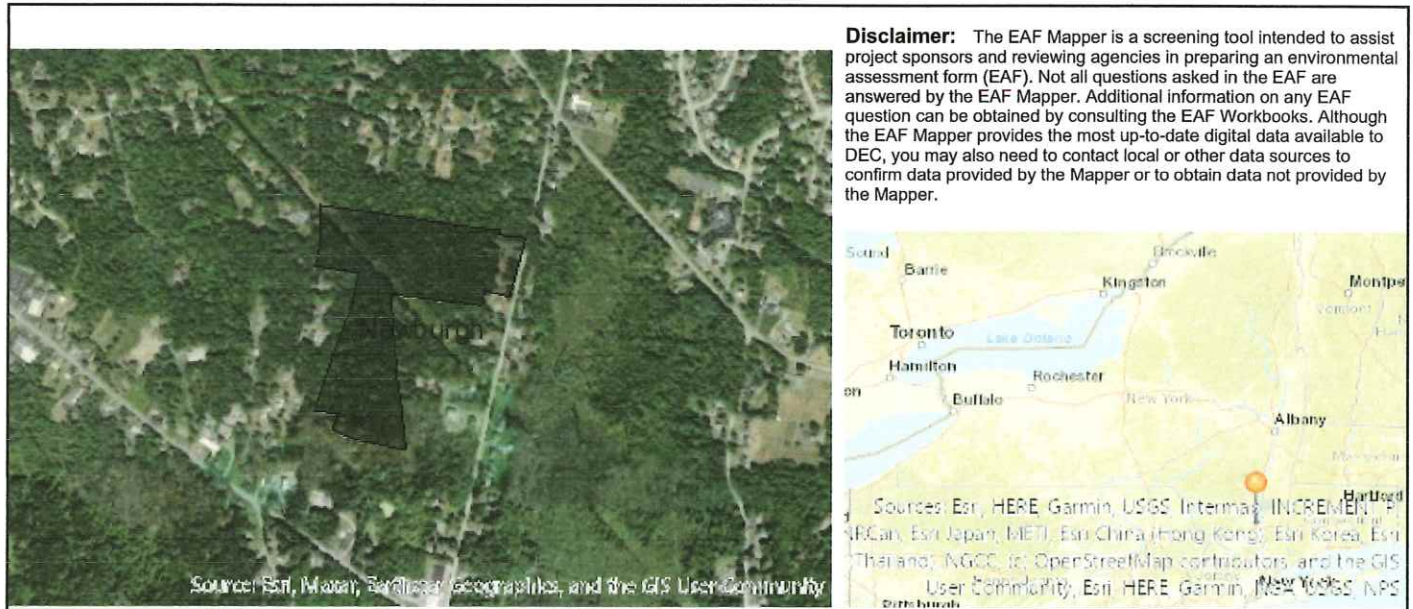 Disclaimer: The EAF Mapper is a screening tool intended to assist
project sponsors and reviewing agencies in preparing an environmental
assessment form (EAF). Not all questions asked in the EAF are
answered by the EAF Mapper. Additional information on any EAF
question can be obtained by consulting the EAF Workbooks. Although
the EAF Mapper provides the most up-to-date digital data available to
DEC, you may also need to contact local or other data sources to
confirm data provided by the Mapper or to obtain data not provided by
the Mapper.
Newburgh
Source: Esri, Maxar, Earthstar Geographics, and the GIS User Community
Sound
Barrie
Brockville
Kingston
Montpe
Vermont
Toronto
Lake Ontario
Hamilton
Rochester
on
Buffalo
New York
Albany
Hartford
Sources: Esri, HERE, Garmin, USGS, Intermap, INCREMENT P,
NRCan, Esri Japan, METI, Esri China (Hong Kong), Esri Korea, Esri
(Thailand), NGCC, (c) OpenStreetMap contributors, and the GIS
User Community, Esri, HERE, Garmin, NGA, USGS, NPS
New York
Pittsburgh